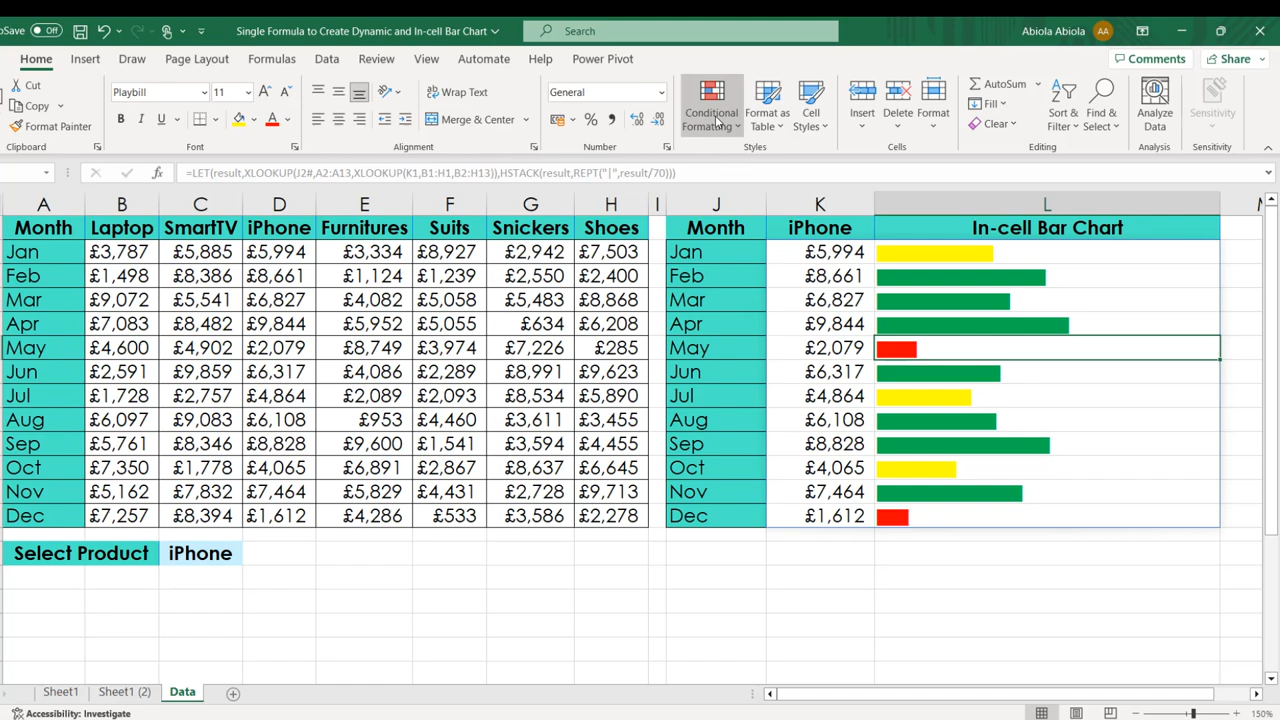 oSave Off Single Formula to Create Dynamic and In-cell Bar Chart Search Abiola Abiola AA
Home Insert Draw Page Layout Formulas Data Review View Automate Help Power Pivot Comments Share
Cut
Copy
Format Painter
Playbill 11
Wrap Text
Merge & Center
General
Conditional Formatting
Format as Table
Cell Styles
Insert Delete Format
AutoSum
Fill
Clear
Sort & Filter
Find & Select
Analyze Data
Sensitivity
Font Alignment Number Styles Cells Editing Analysis Sensitivity
=LET(result,XLOOKUP(J2#,A2:A13,XLOOKUP(K1,B1:H1,B2:H13)),HSTACK(result,REPT("|",result/70)))
A B C D E F G H I J K L M
Month Laptop SmartTV iPhone Furnitures Suits Snickers Shoes Month iPhone In-cell Bar Chart
Jan £3,787 £5,885 £5,994 £3,334 £8,927 £2,942 £7,503 Jan £5,994
Feb £1,498 £8,386 £8,661 £1,124 £1,239 £2,550 £2,400 Feb £8,661
Mar £9,072 £5,541 £6,827 £4,082 £5,058 £5,483 £8,868 Mar £6,827
Apr £7,083 £8,482 £9,844 £5,952 £5,055 £634 £6,208 Apr £9,844
May £4,600 £4,902 £2,079 £8,749 £3,974 £7,226 £285 May £2,079
Jun £2,591 £9,859 £6,317 £4,086 £2,289 £8,991 £9,623 Jun £6,317
Jul £1,728 £2,757 £4,864 £2,089 £2,093 £8,534 £5,890 Jul £4,864
Aug £6,097 £9,083 £6,108 £953 £4,460 £3,611 £3,455 Aug £6,108
Sep £5,761 £8,346 £8,828 £9,600 £1,541 £3,594 £4,455 Sep £8,828
Oct £7,350 £1,778 £4,065 £6,891 £2,867 £8,637 £6,645 Oct £4,065
Nov £5,162 £7,832 £7,464 £5,829 £4,431 £2,728 £9,713 Nov £7,464
Dec £7,257 £8,394 £1,612 £4,286 £533 £3,586 £2,278 Dec £1,612
Select Product iPhone
Sheet1 Sheet1 (2) Data
Accessibility: Investigate 150%